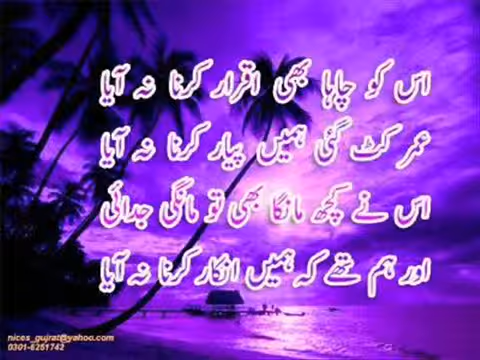 اس کو چاہا بھی اقرار کرنا نہ آیا
عمر کٹ گئی ہمیں پیار کرنا نہ آیا
اس نے کچھ مانگا بھی تو مانگی جدائی
اور ہم تھے کہ ہمیں انکار کرنا نہ آیا
nices_gujrat@yahoo.com
0301-6251742